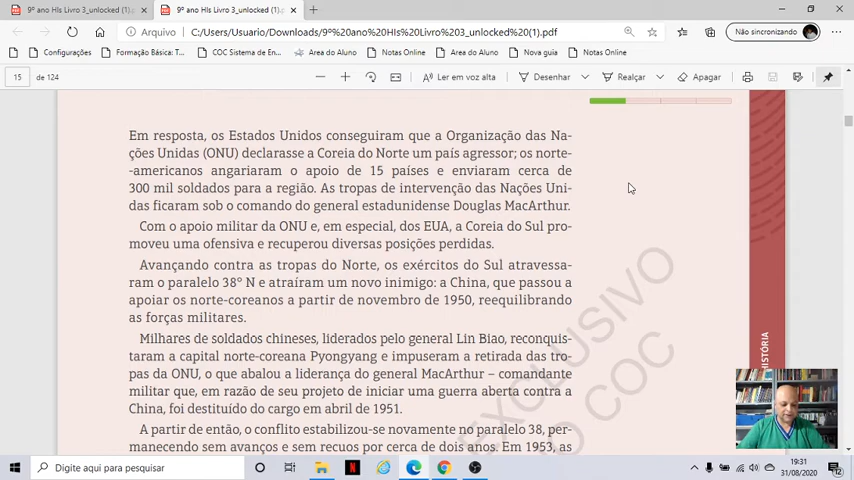 9º ano HIs Livro 3_unlocked (1).p
9º ano HIs Livro 3_unlocked (1).p
Arquivo C:/Users/Usuario/Downloads/9º%20ano%20HIs%20Livro%203_unlocked%20(1).pdf Não sincronizando
Configurações Formação Básica: T... COC Sistema de En... Area do Aluno Notas Online Area do Aluno Nova guia Notas Online
15 de 124 Ler em voz alta Desenhar Realçar Apagar
Em resposta, os Estados Unidos conseguiram que a Organização das Na-
ções Unidas (ONU) declarasse a Coreia do Norte um país agressor; os norte-
-americanos angariaram o apoio de 15 países e enviaram cerca de
300 mil soldados para a região. As tropas de intervenção das Nações Uni-
das ficaram sob o comando do general estadunidense Douglas MacArthur.
Com o apoio militar da ONU e, em especial, dos EUA, a Coreia do Sul pro-
moveu uma ofensiva e recuperou diversas posições perdidas.
Avançando contra as tropas do Norte, os exércitos do Sul atravessa-
ram o paralelo 38º N e atraíram um novo inimigo: a China, que passou a
apoiar os norte-coreanos a partir de novembro de 1950, reequilibrando
as forças militares.
Milhares de soldados chineses, liderados pelo general Lin Biao, reconquis-
taram a capital norte-coreana Pyongyang e impuseram a retirada das tro-
pas da ONU, o que abalou a liderança do general MacArthur – comandante
militar que, em razão de seu projeto de iniciar uma guerra aberta contra a
China, foi destituído do cargo em abril de 1951.
A partir de então, o conflito estabilizou-se novamente no paralelo 38, per-
manecendo sem avanços e sem recuos por cerca de dois anos. Em 1953, as
EXCLUSIVO
DO COC
HISTÓRIA
Digite aqui para pesquisar
19:31
31/08/2020
12